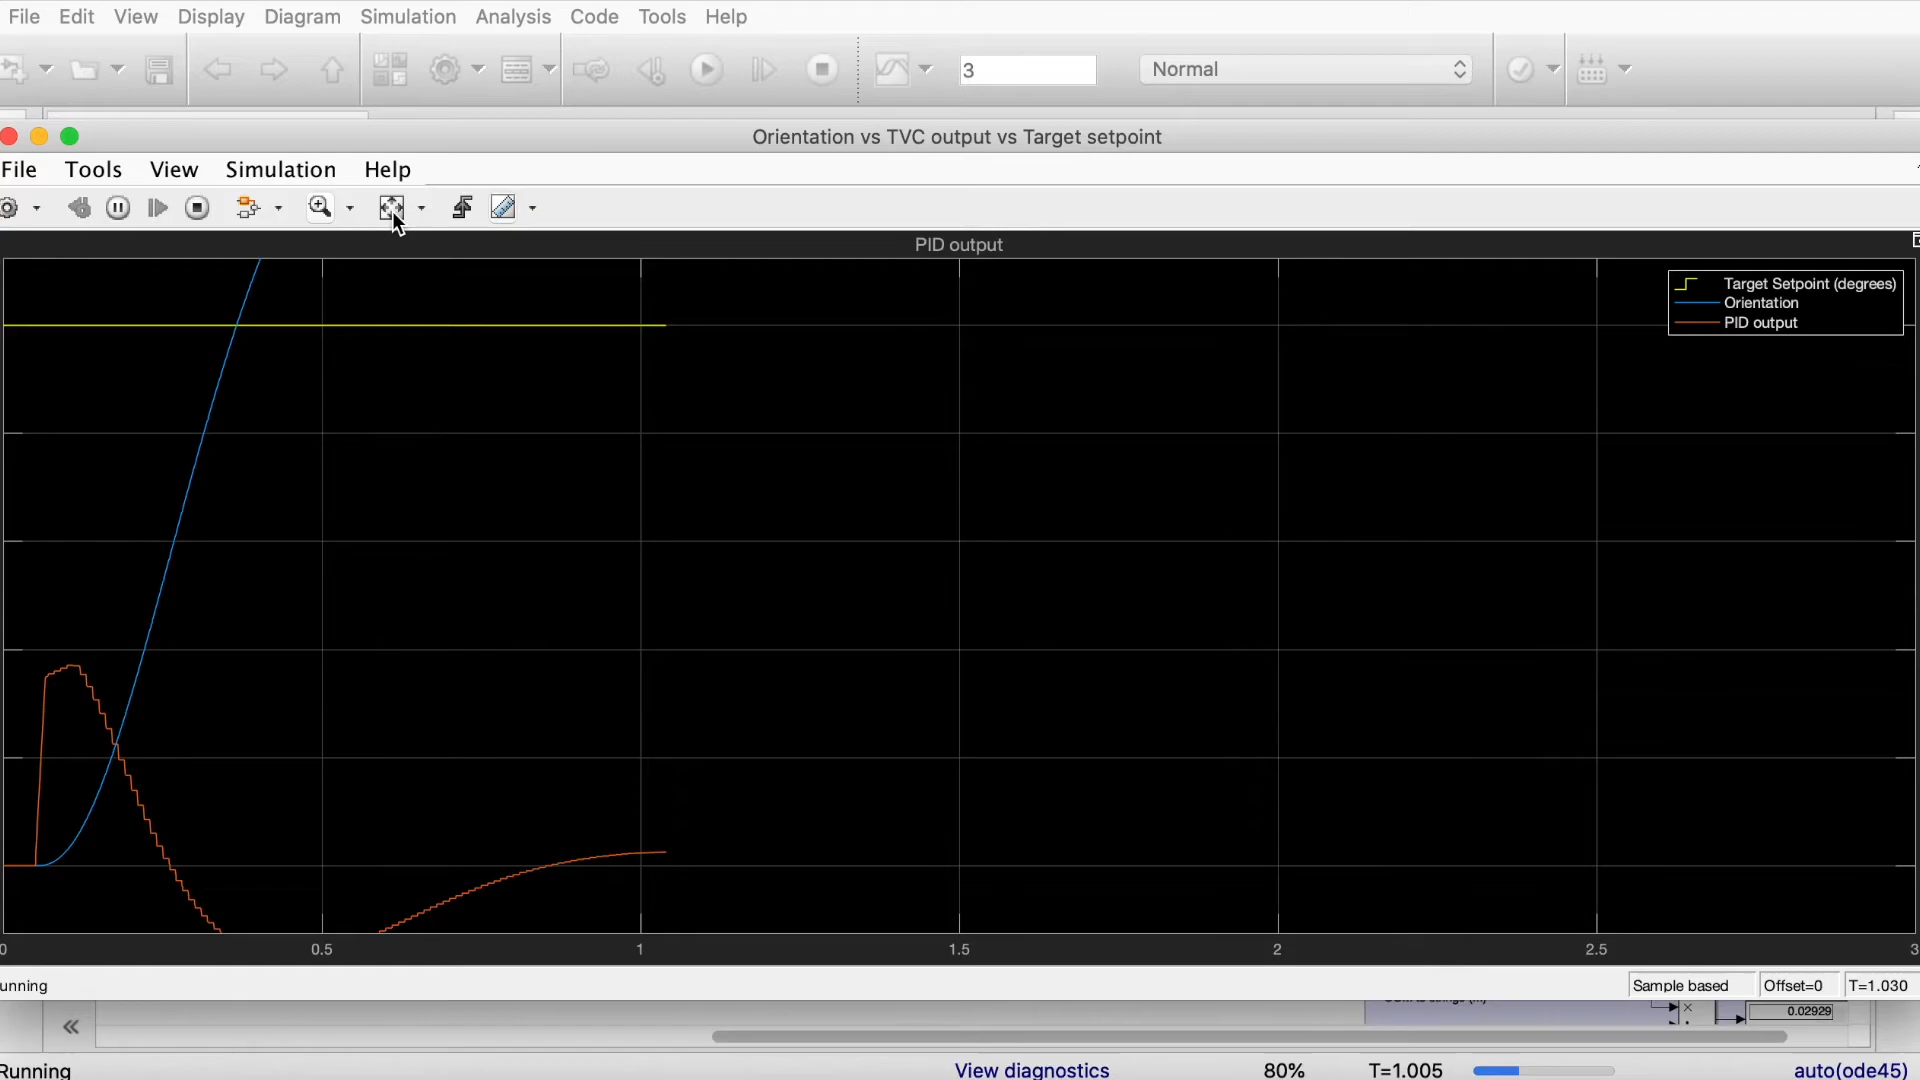 File Edit View Display Diagram Simulation Analysis Code Tools Help
3 Normal
Orientation vs TVC output vs Target setpoint
File Tools View Simulation Help
PID output
Target Setpoint (degrees)
Orientation
PID output
0 0.5 1 1.5 2 2.5 3
unning Sample based Offset=0 T=1.030
0.02929
Running View diagnostics 80% T=1.005 auto(ode45)